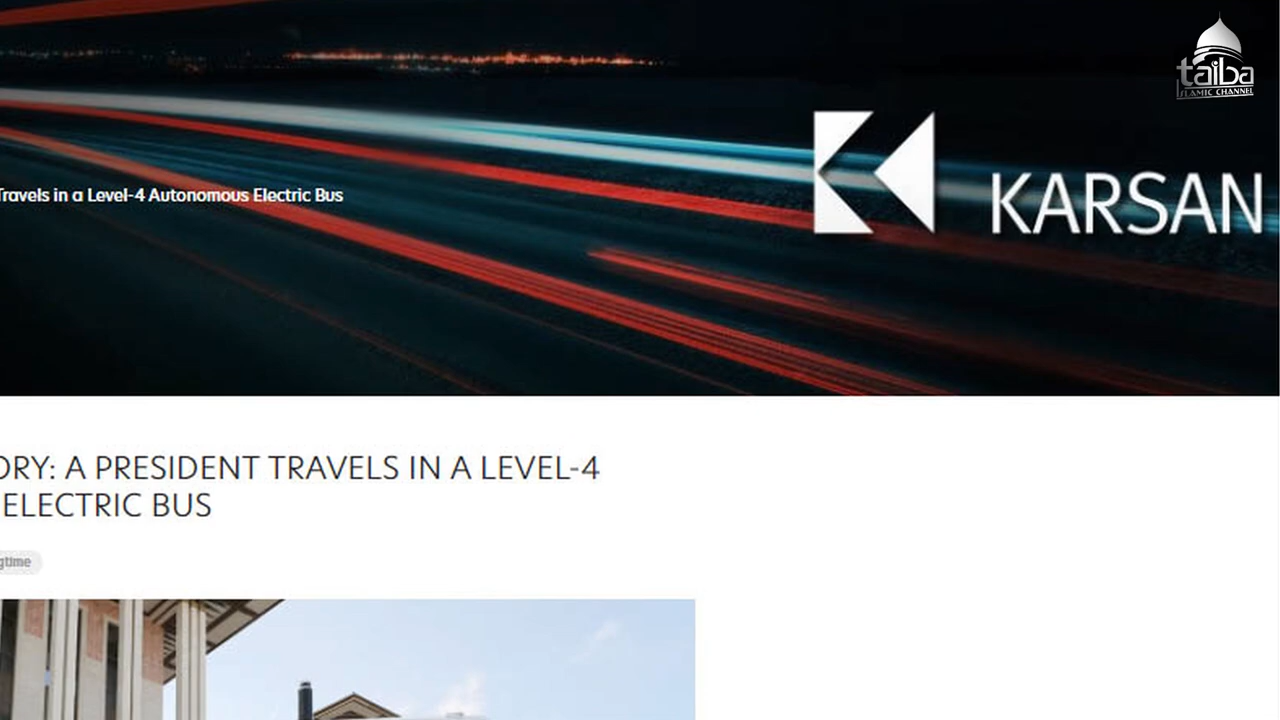 taiba
ISLAMIC CHANNEL
KARSAN
Travels in a Level-4 Autonomous Electric Bus
ORY: A PRESIDENT TRAVELS IN A LEVEL-4
ELECTRIC BUS
gtime